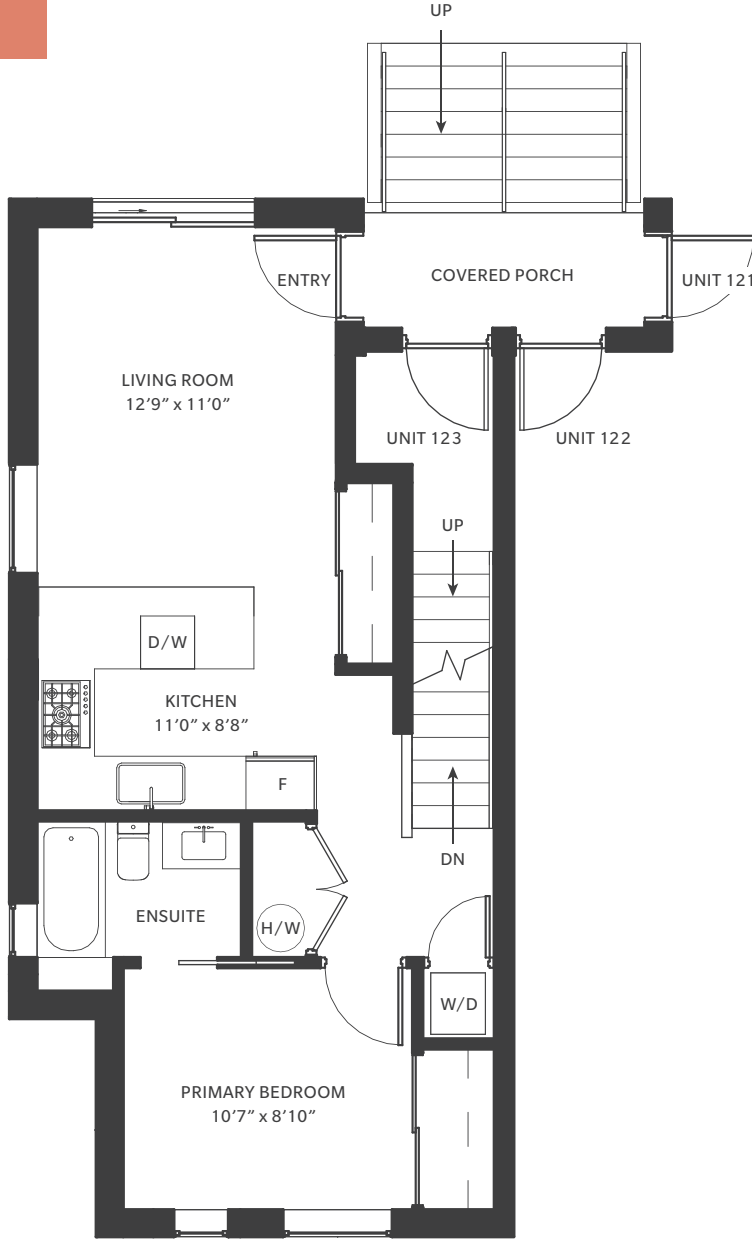 UP
ENTRY
COVERED PORCH
UNIT 121
LIVING ROOM
12'9" x 11'0"
UNIT 123
UNIT 122
UP
D/W
KITCHEN
11'0" x 8'8"
F
DN
ENSUITE
H/W
W/D
PRIMARY BEDROOM
10'7" x 8'10"